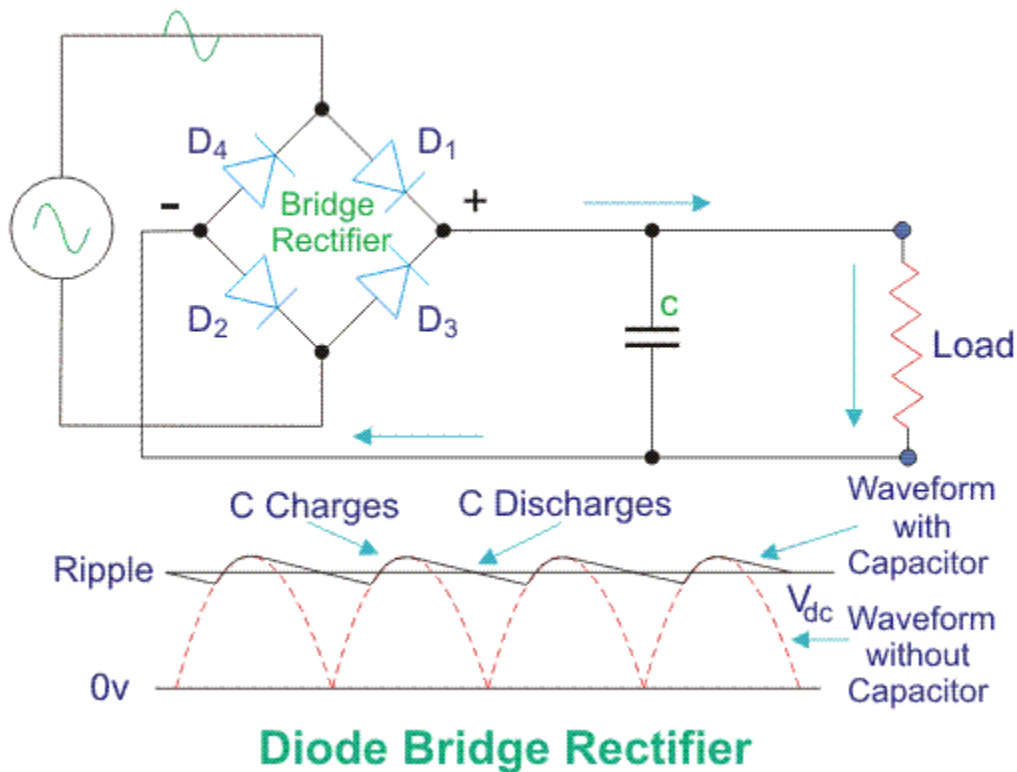 D4
D1
-
+
Bridge
Rectifier
D2
D3
C
Load
C Charges
C Discharges
Waveform
with
Capacitor
Ripple
Vdc
Waveform
without
Capacitor
0v
Diode Bridge Rectifier